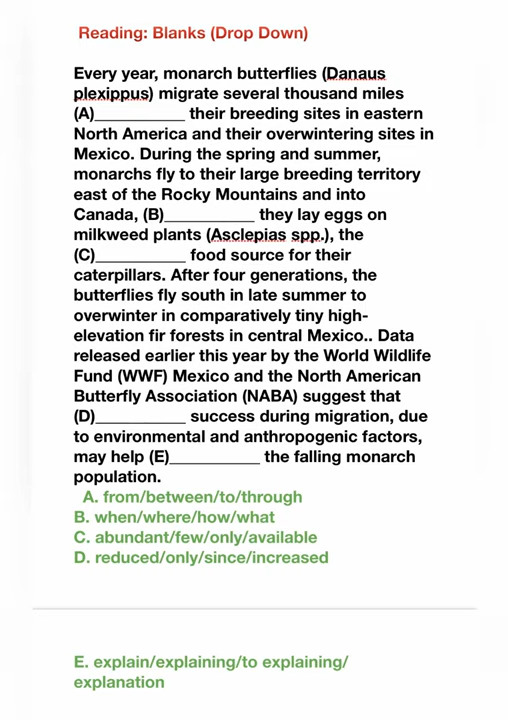 Reading: Blanks (Drop Down)
Every year, monarch butterflies (Danaus
plexippus) migrate several thousand miles
(A)___________ their breeding sites in eastern
North America and their overwintering sites in
Mexico. During the spring and summer,
monarchs fly to their large breeding territory
east of the Rocky Mountains and into
Canada, (B)___________ they lay eggs on
milkweed plants (Asclepias spp.), the
(C)___________ food source for their
caterpillars. After four generations, the
butterflies fly south in late summer to
overwinter in comparatively tiny high-
elevation fir forests in central Mexico.. Data
released earlier this year by the World Wildlife
Fund (WWF) Mexico and the North American
Butterfly Association (NABA) suggest that
(D)___________ success during migration, due
to environmental and anthropogenic factors,
may help (E)___________ the falling monarch
population.
A. from/between/to/through
B. when/where/how/what
C. abundant/few/only/available
D. reduced/only/since/increased
E. explain/explaining/to explaining/
explanation